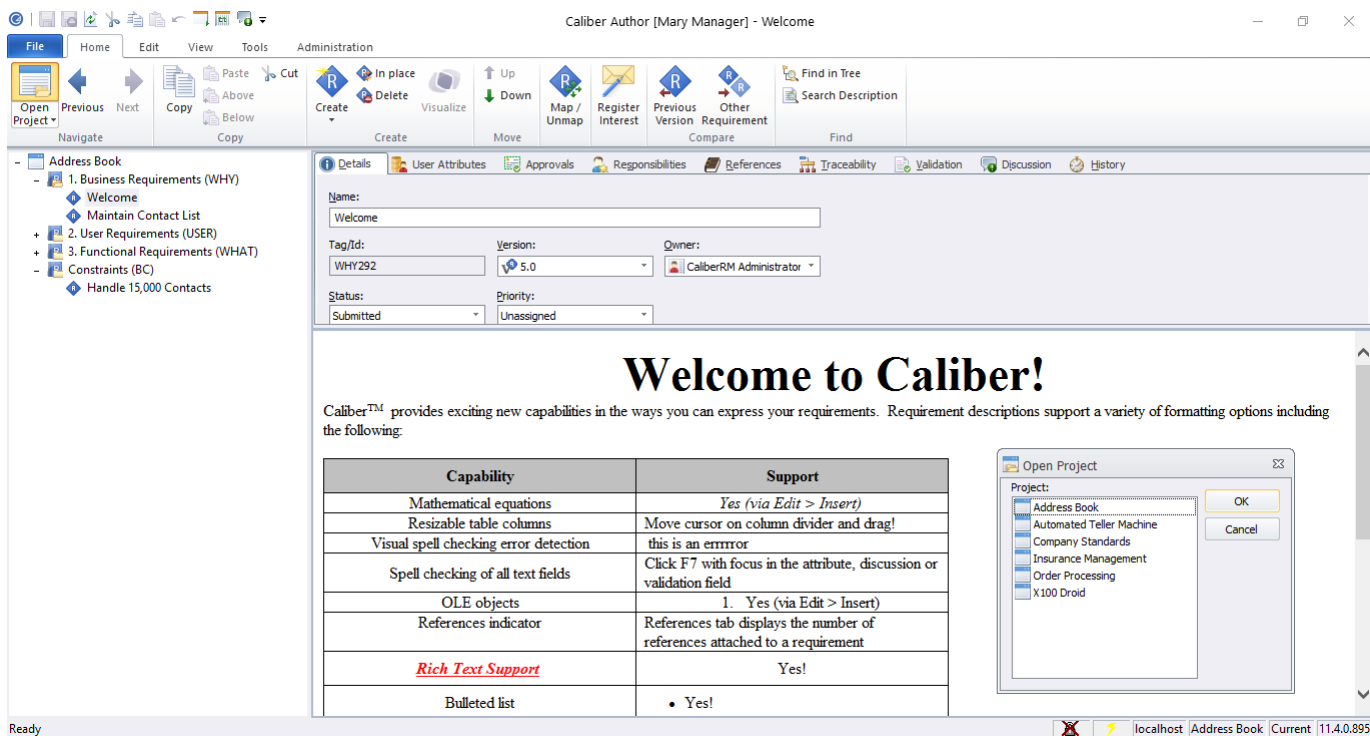 Caliber Author [Mary Manager] - Welcome
File Home Edit View Tools Administration
Open Project Previous Next
Navigate
Copy Paste Cut
Above
Below
Copy
Create In place
Delete
Visualize
Create
Up
Down
Move
Map / Unmap
Register Interest
Previous Version Other Requirement
Compare
Find in Tree
Search Description
Find
Address Book
1. Business Requirements (WHY)
Welcome
Maintain Contact List
2. User Requirements (USER)
3. Functional Requirements (WHAT)
Constraints (BC)
Handle 15,000 Contacts
Details User Attributes Approvals Responsibilities References Traceability Validation Discussion History
Name:
Welcome
Tag/Id: Version: Owner:
WHY292 5.0 CaliberRM Administrator
Status: Priority:
Submitted Unassigned
Welcome to Caliber!
Caliber™ provides exciting new capabilities in the ways you can express your requirements. Requirement descriptions support a variety of formatting options including
the following:
Capability Support
Mathematical equations Yes (via Edit > Insert)
Resizable table columns Move cursor on column divider and drag!
Visual spell checking error detection this is an errrrror
Spell checking of all text fields Click F7 with focus in the attribute, discussion or
validation field
OLE objects 1. Yes (via Edit > Insert)
References indicator References tab displays the number of
references attached to a requirement
Rich Text Support Yes!
Bulleted list • Yes!
Open Project
Project:
Address Book
Automated Teller Machine
Company Standards
Insurance Management
Order Processing
X100 Droid
OK
Cancel
Ready localhost Address Book Current 11.4.0.895